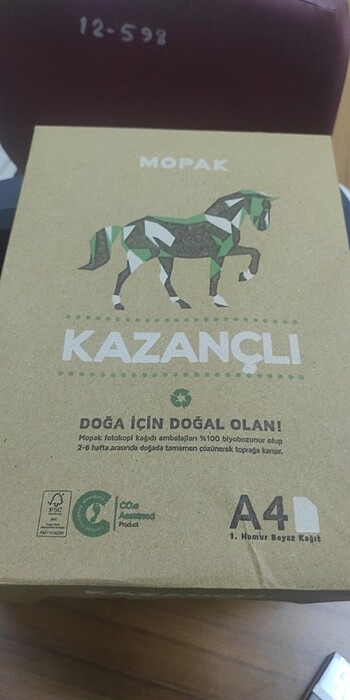 12-598
MOPAK
KAZANÇLI
DOĞA İÇİN DOĞAL OLAN!
Mopak fotokopi kağıdı ambalajları %100 biyobozunur olup
2-6 hafta arasında doğada tamamen çözünerek toprağa karışır.
FSC
CO₂e
Assessed
Product
A4
1. Hamur Beyaz Kağıt